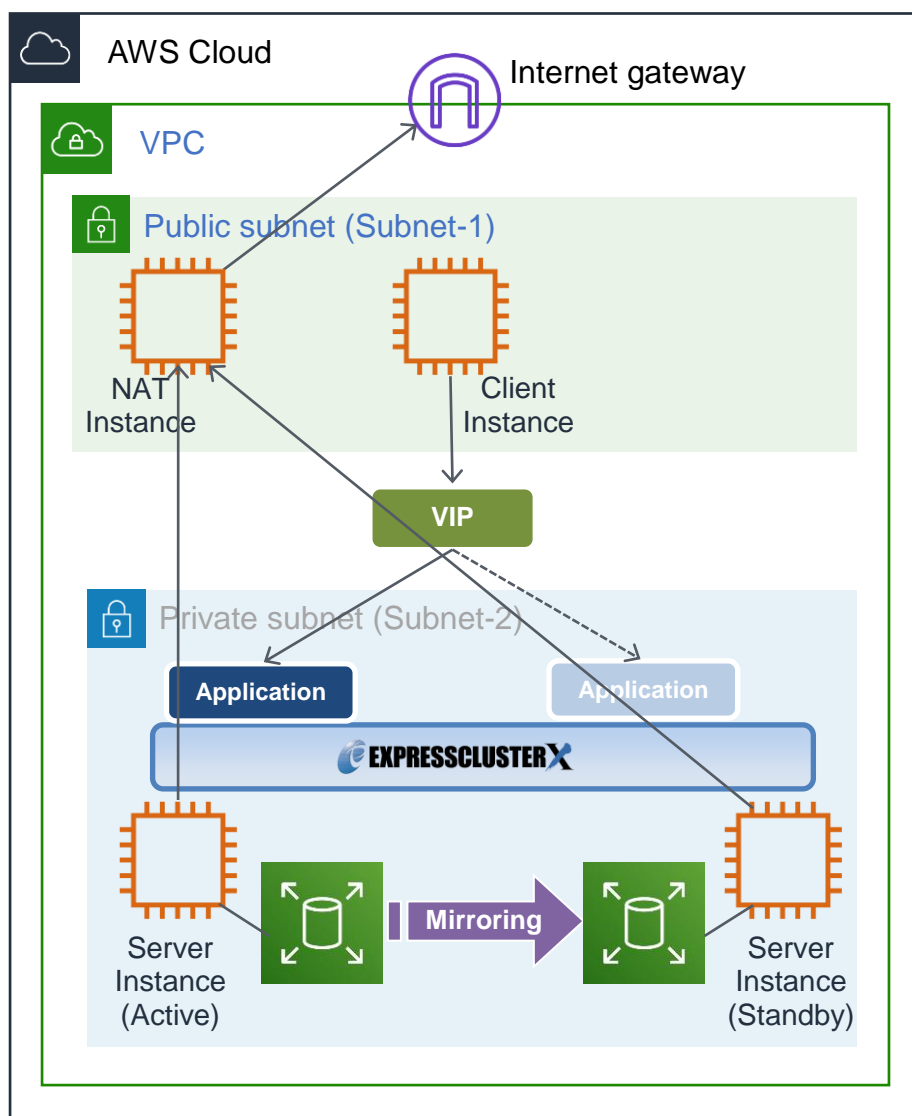 AWS Cloud
Internet gateway
VPC
Public subnet (Subnet-1)
NAT
Instance
Client
Instance
VIP
Private subnet (Subnet-2)
Application
Application
EXPRESSCLUSTER X
Mirroring
Server
Instance
(Active)
Server
Instance
(Standby)